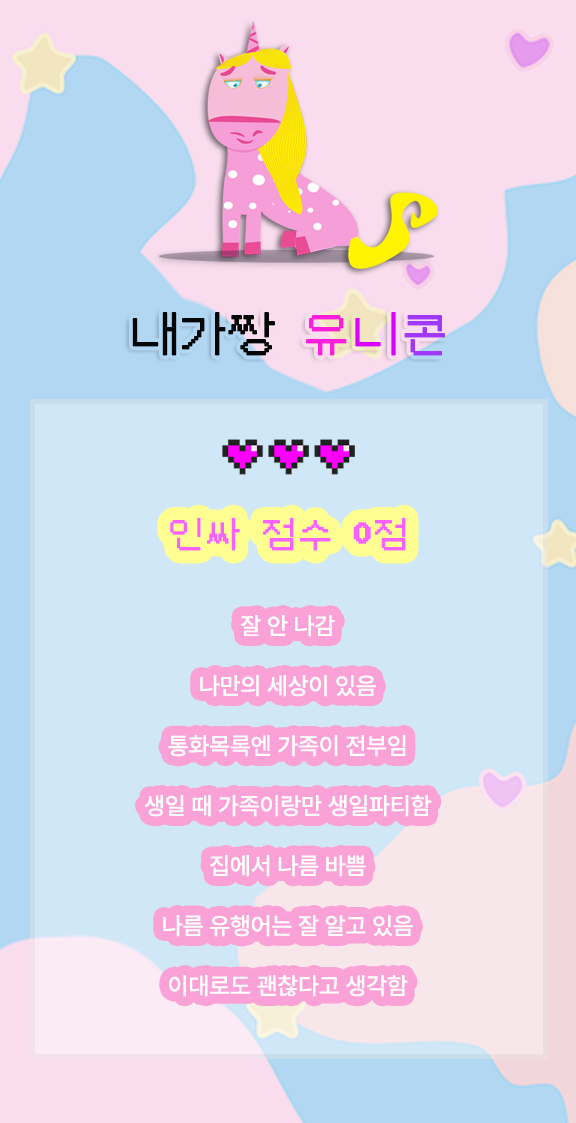 내가짱 유니콘
인싸 점수 0점
잘 안 나감
나만의 세상이 있음
통화목록엔 가족이 전부임
생일 때 가족이랑만 생일파티함
집에서 나름 바쁨
나름 유행어는 잘 알고 있음
이대로도 괜찮다고 생각함